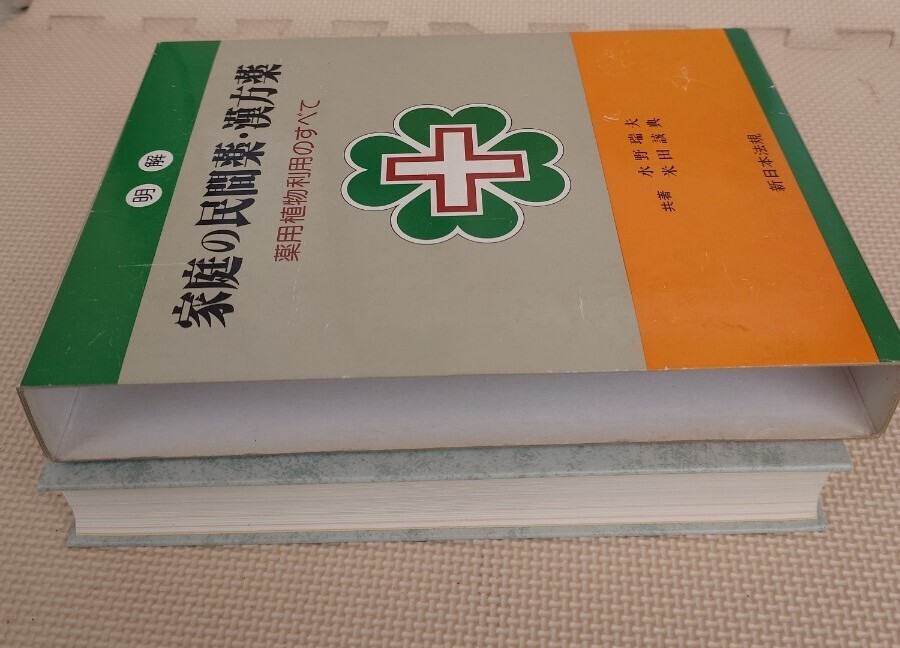 明解
家庭の民間薬・漢方薬
薬用植物利用のすべて
共著 水野瑞夫
米田該典
新日本法規